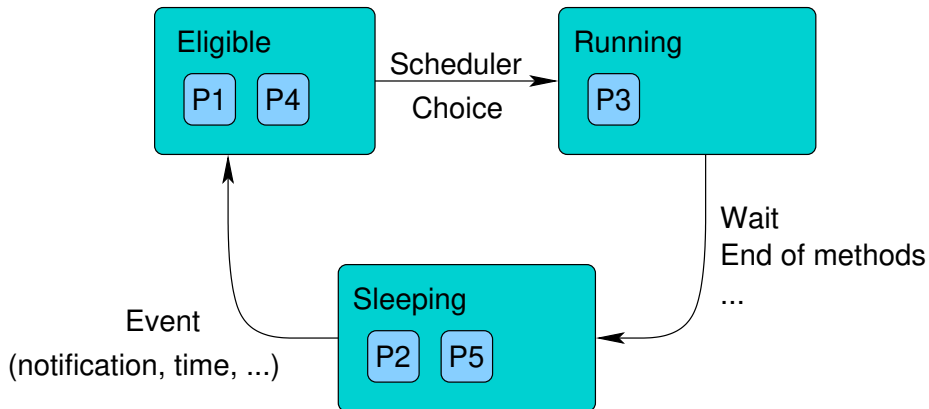 Eligible
P1 P4
Scheduler
Choice
Running
P3
Wait
End of methods
...
Sleeping
P2 P5
Event
(notification, time, ...)